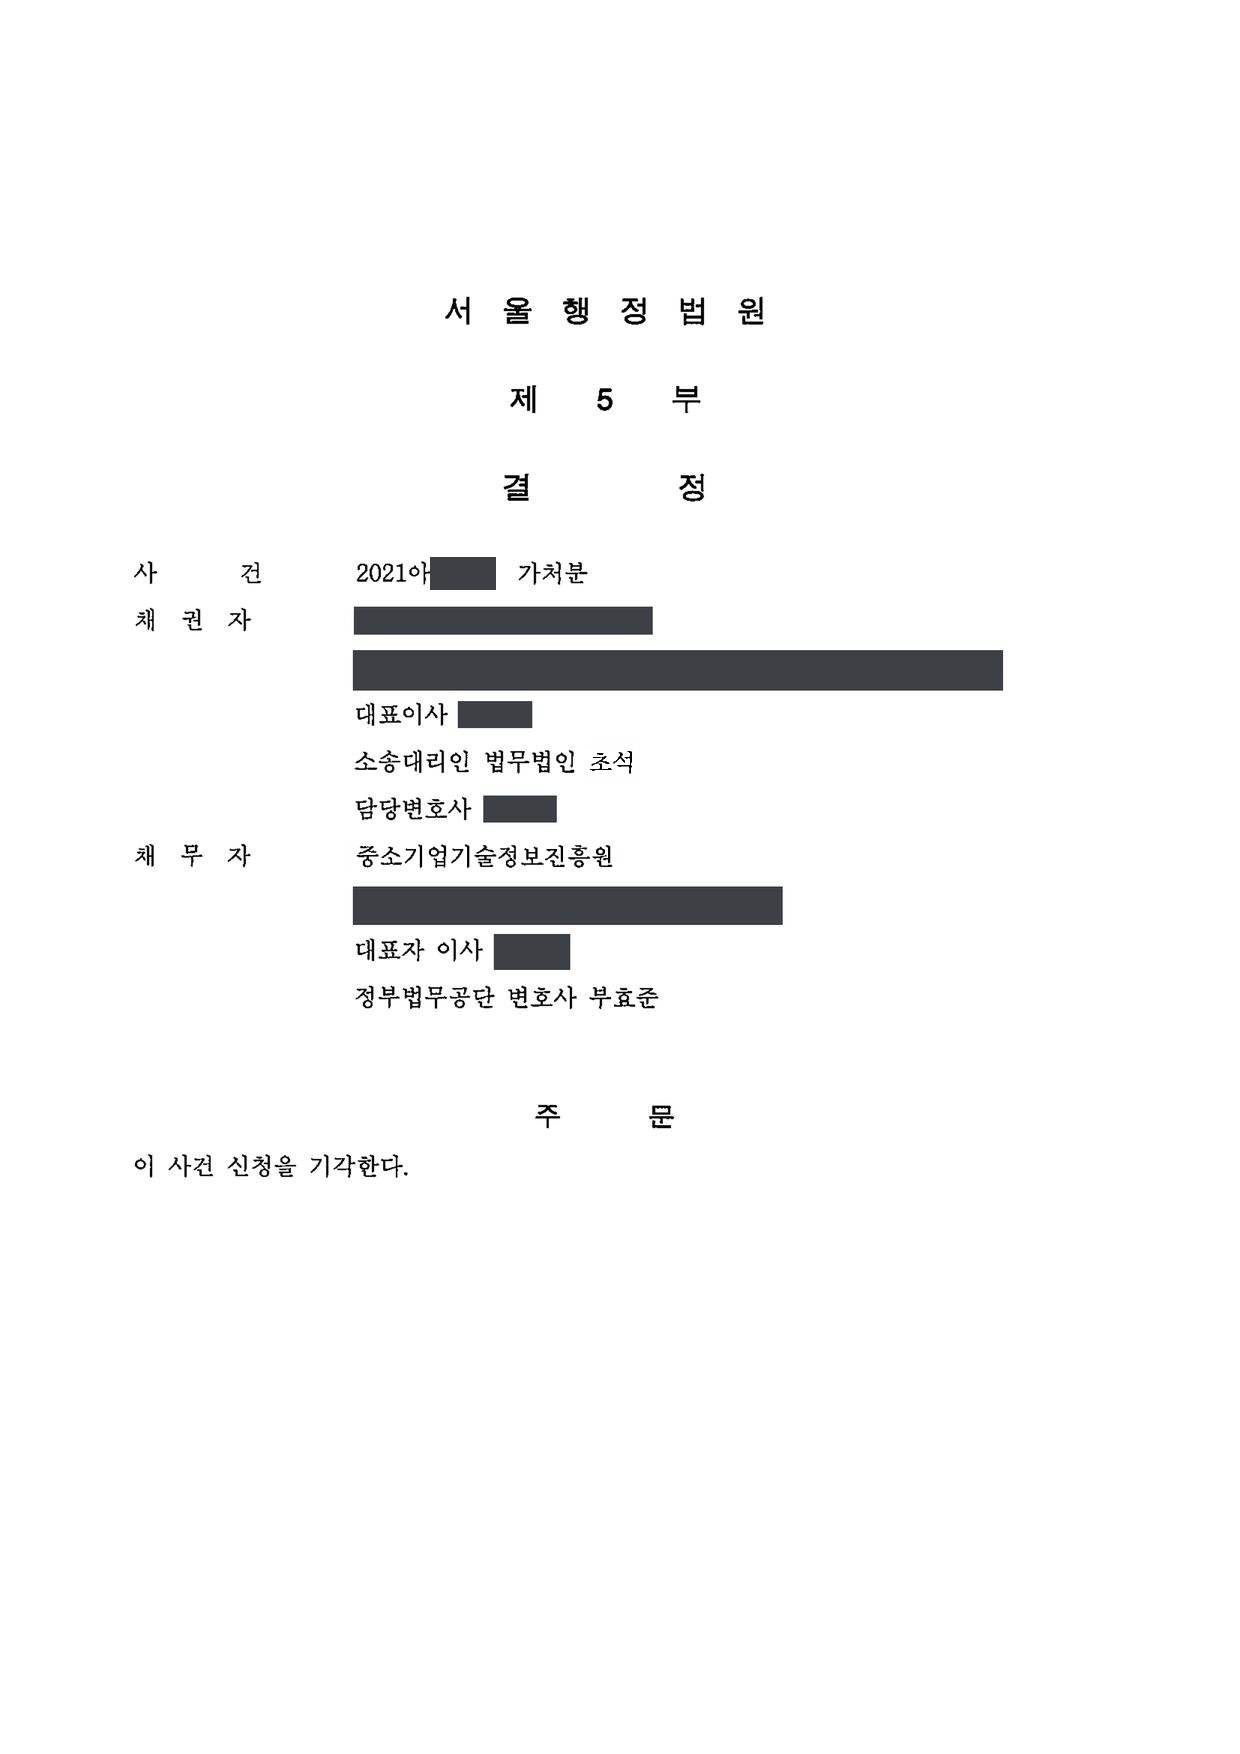 서 울 행 정 법 원
제 5 부
결 정
사 건 2021아 가처분
채 권 자
대표이사
소송대리인 법무법인 초석
담당변호사
채 무 자 중소기업기술정보진흥원
대표자 이사
정부법무공단 변호사 부효준
주 문
이 사건 신청을 기각한다.